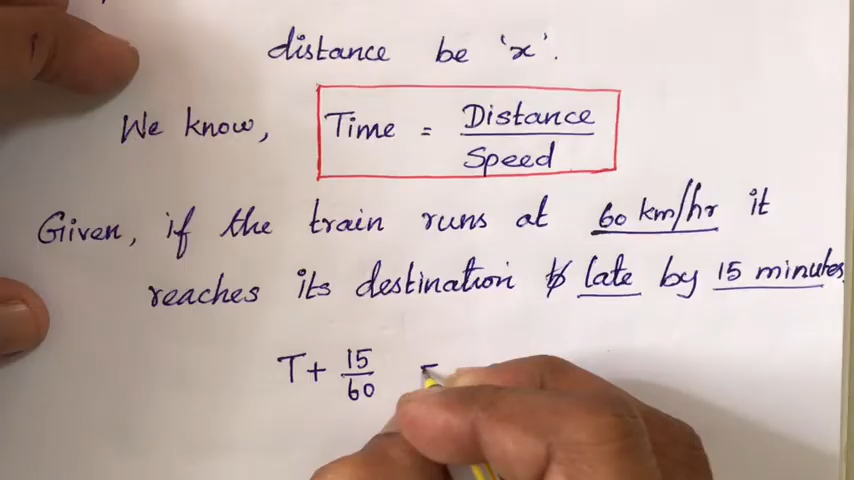 distance be 'x'.
We know, Time = Distance / Speed
Given, if the train runs at 60 km/hr it
reaches its destination late by 15 minutes.
T + 15/60